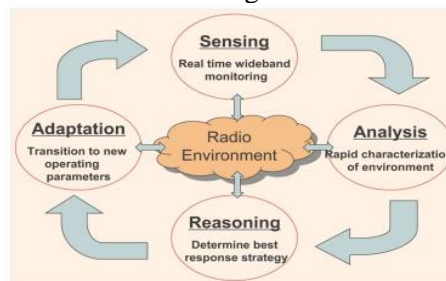 Sensing
Real time wideband
monitoring
Adaptation
Transition to new
operating
parameters
Radio
Environment
Analysis
Rapid characterizatio
of environment
Reasoning
Determine best
response strategy